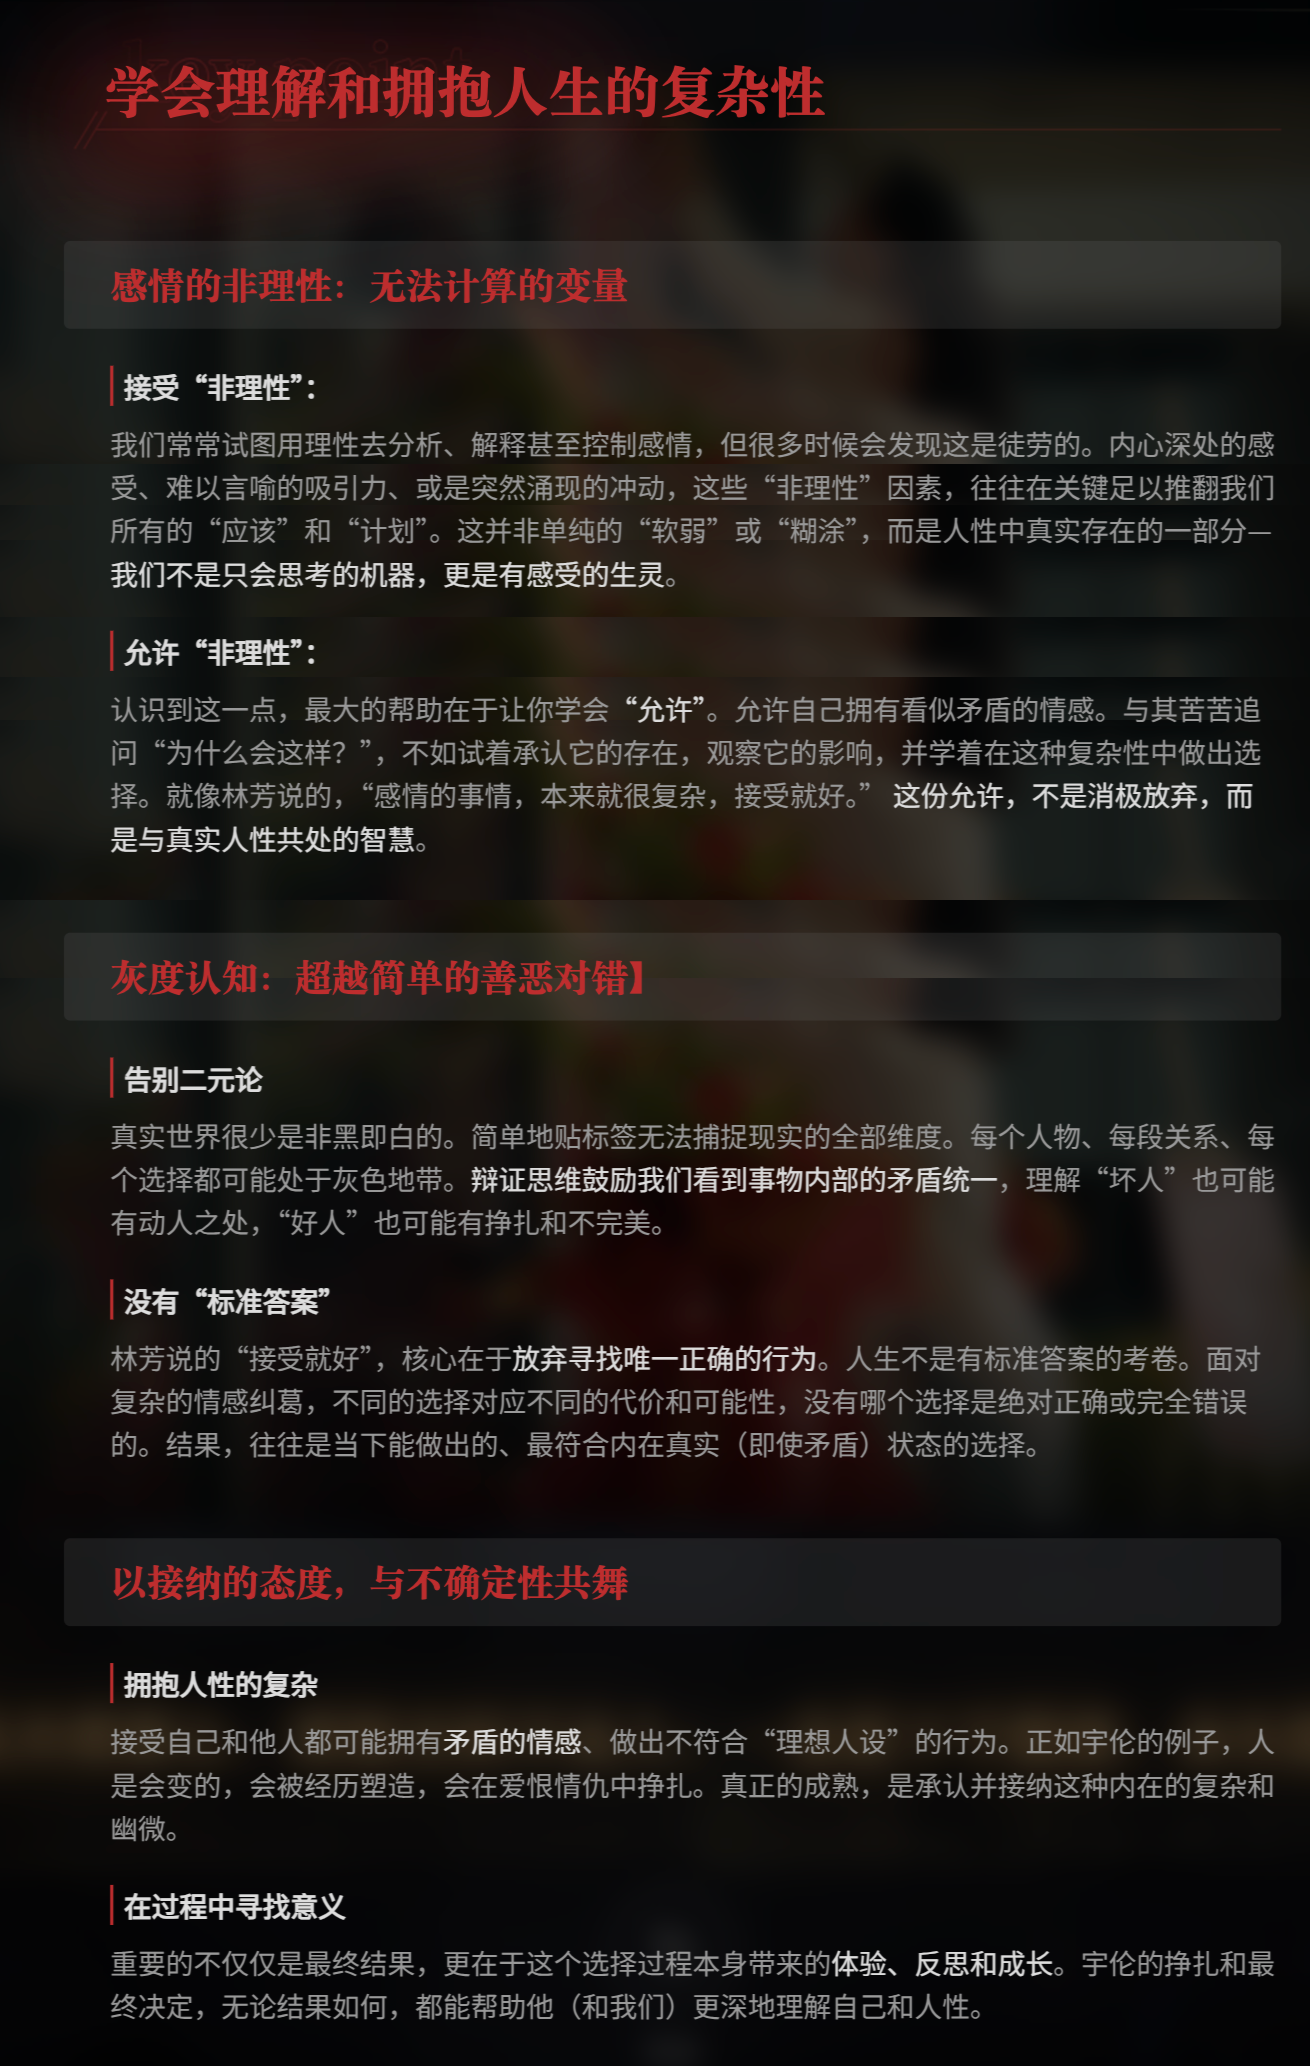 学会理解和拥抱人生的复杂性
感情的非理性：无法计算的变量
接受“非理性”：
我们常常试图用理性去分析、解释甚至控制感情，但很多时候会发现这是徒劳的。内心深处的感
受、难以言喻的吸引力、或是突然涌现的冲动，这些“非理性”因素，往往在关键足以推翻我们
所有的“应该”和“计划”。这并非单纯的“软弱”或“糊涂”，而是人性中真实存在的一部分—
我们不是只会思考的机器，更是有感受的生灵。
允许“非理性”：
认识到这一点，最大的帮助在于让你学会“允许”。允许自己拥有看似矛盾的情感。与其苦苦追
问“为什么会这样？”，不如试着承认它的存在，观察它的影响，并学着在这种复杂性中做出选
择。就像林芳说的，“感情的事情，本来就很复杂，接受就好。” 这份允许，不是消极放弃，而
是与真实人性共处的智慧。
灰度认知：超越简单的善恶对错】
告别二元论
真实世界很少是非黑即白的。简单地贴标签无法捕捉现实的全部维度。每个人物、每段关系、每
个选择都可能处于灰色地带。辩证思维鼓励我们看到事物内部的矛盾统一，理解“坏人”也可能
有动人之处，“好人”也可能有挣扎和不完美。
没有“标准答案”
林芳说的“接受就好”，核心在于放弃寻找唯一正确的行为。人生不是有标准答案的考卷。面对
复杂的情感纠葛，不同的选择对应不同的代价和可能性，没有哪个选择是绝对正确或完全错误
的。结果，往往是当下能做出的、最符合内在真实（即使矛盾）状态的选择。
以接纳的态度，与不确定性共舞
拥抱人性的复杂
接受自己和他人都可能拥有矛盾的情感、做出不符合“理想人设”的行为。正如宇伦的例子，人
是会变的，会被经历塑造，会在爱恨情仇中挣扎。真正的成熟，是承认并接纳这种内在的复杂和
幽微。
在过程中寻找意义
重要的不仅仅是最终结果，更在于这个选择过程本身带来的体验、反思和成长。宇伦的挣扎和最
终决定，无论结果如何，都能帮助他（和我们）更深地理解自己和人性。